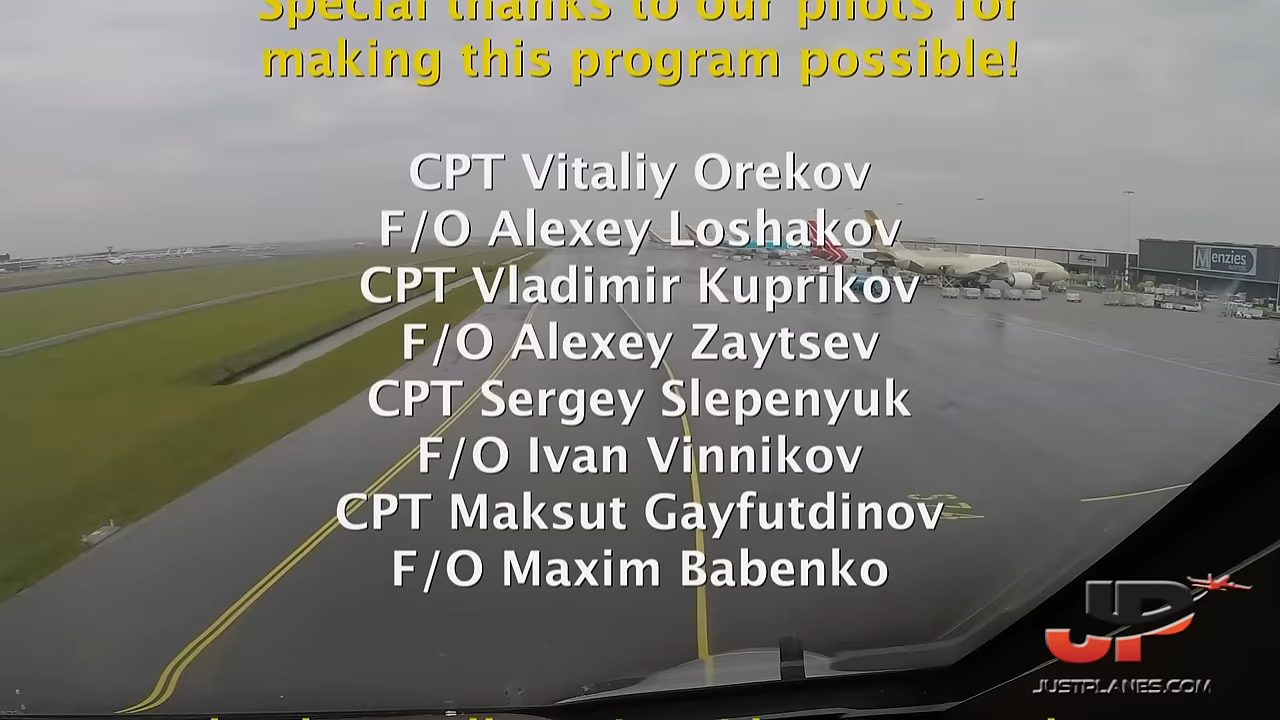 Special thanks to our pilots for
making this program possible!
CPT Vitaliy Orekov
F/O Alexey Loshakov
CPT Vladimir Kuprikov
F/O Alexey Zaytsev
CPT Sergey Slepenyuk
F/O Ivan Vinnikov
CPT Maksut Gayfutdinov
F/O Maxim Babenko
Menzies
JP
JUSTPLANES.COM